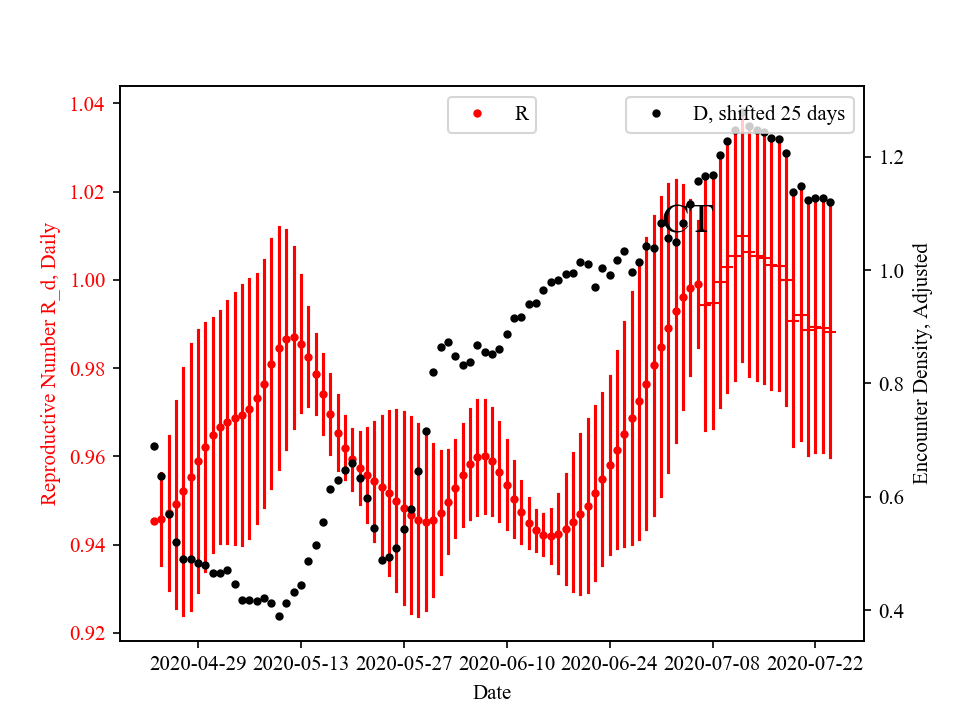 R
D, shifted 25 days
CT
Reproductive Number R_d, Daily
1.04
1.02
1.00
0.98
0.96
0.94
0.92
1.2
1.0
0.8
0.6
0.4
Encounter Density, Adjusted
2020-04-29 2020-05-13 2020-05-27 2020-06-10 2020-06-24 2020-07-08 2020-07-22
Date